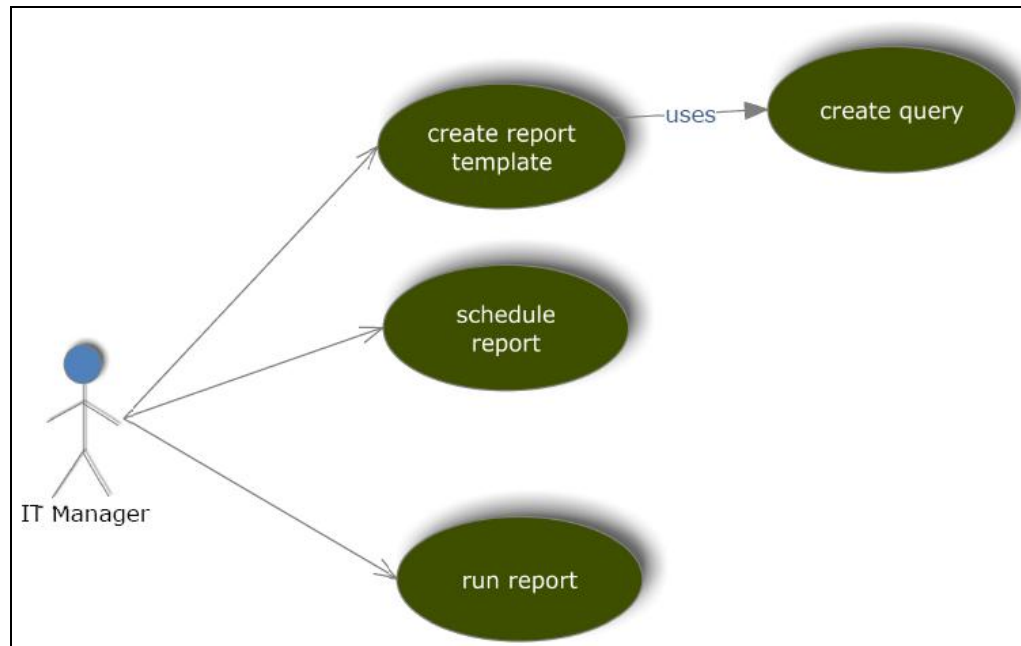 create report
template
uses
create query
schedule
report
IT Manager
run report